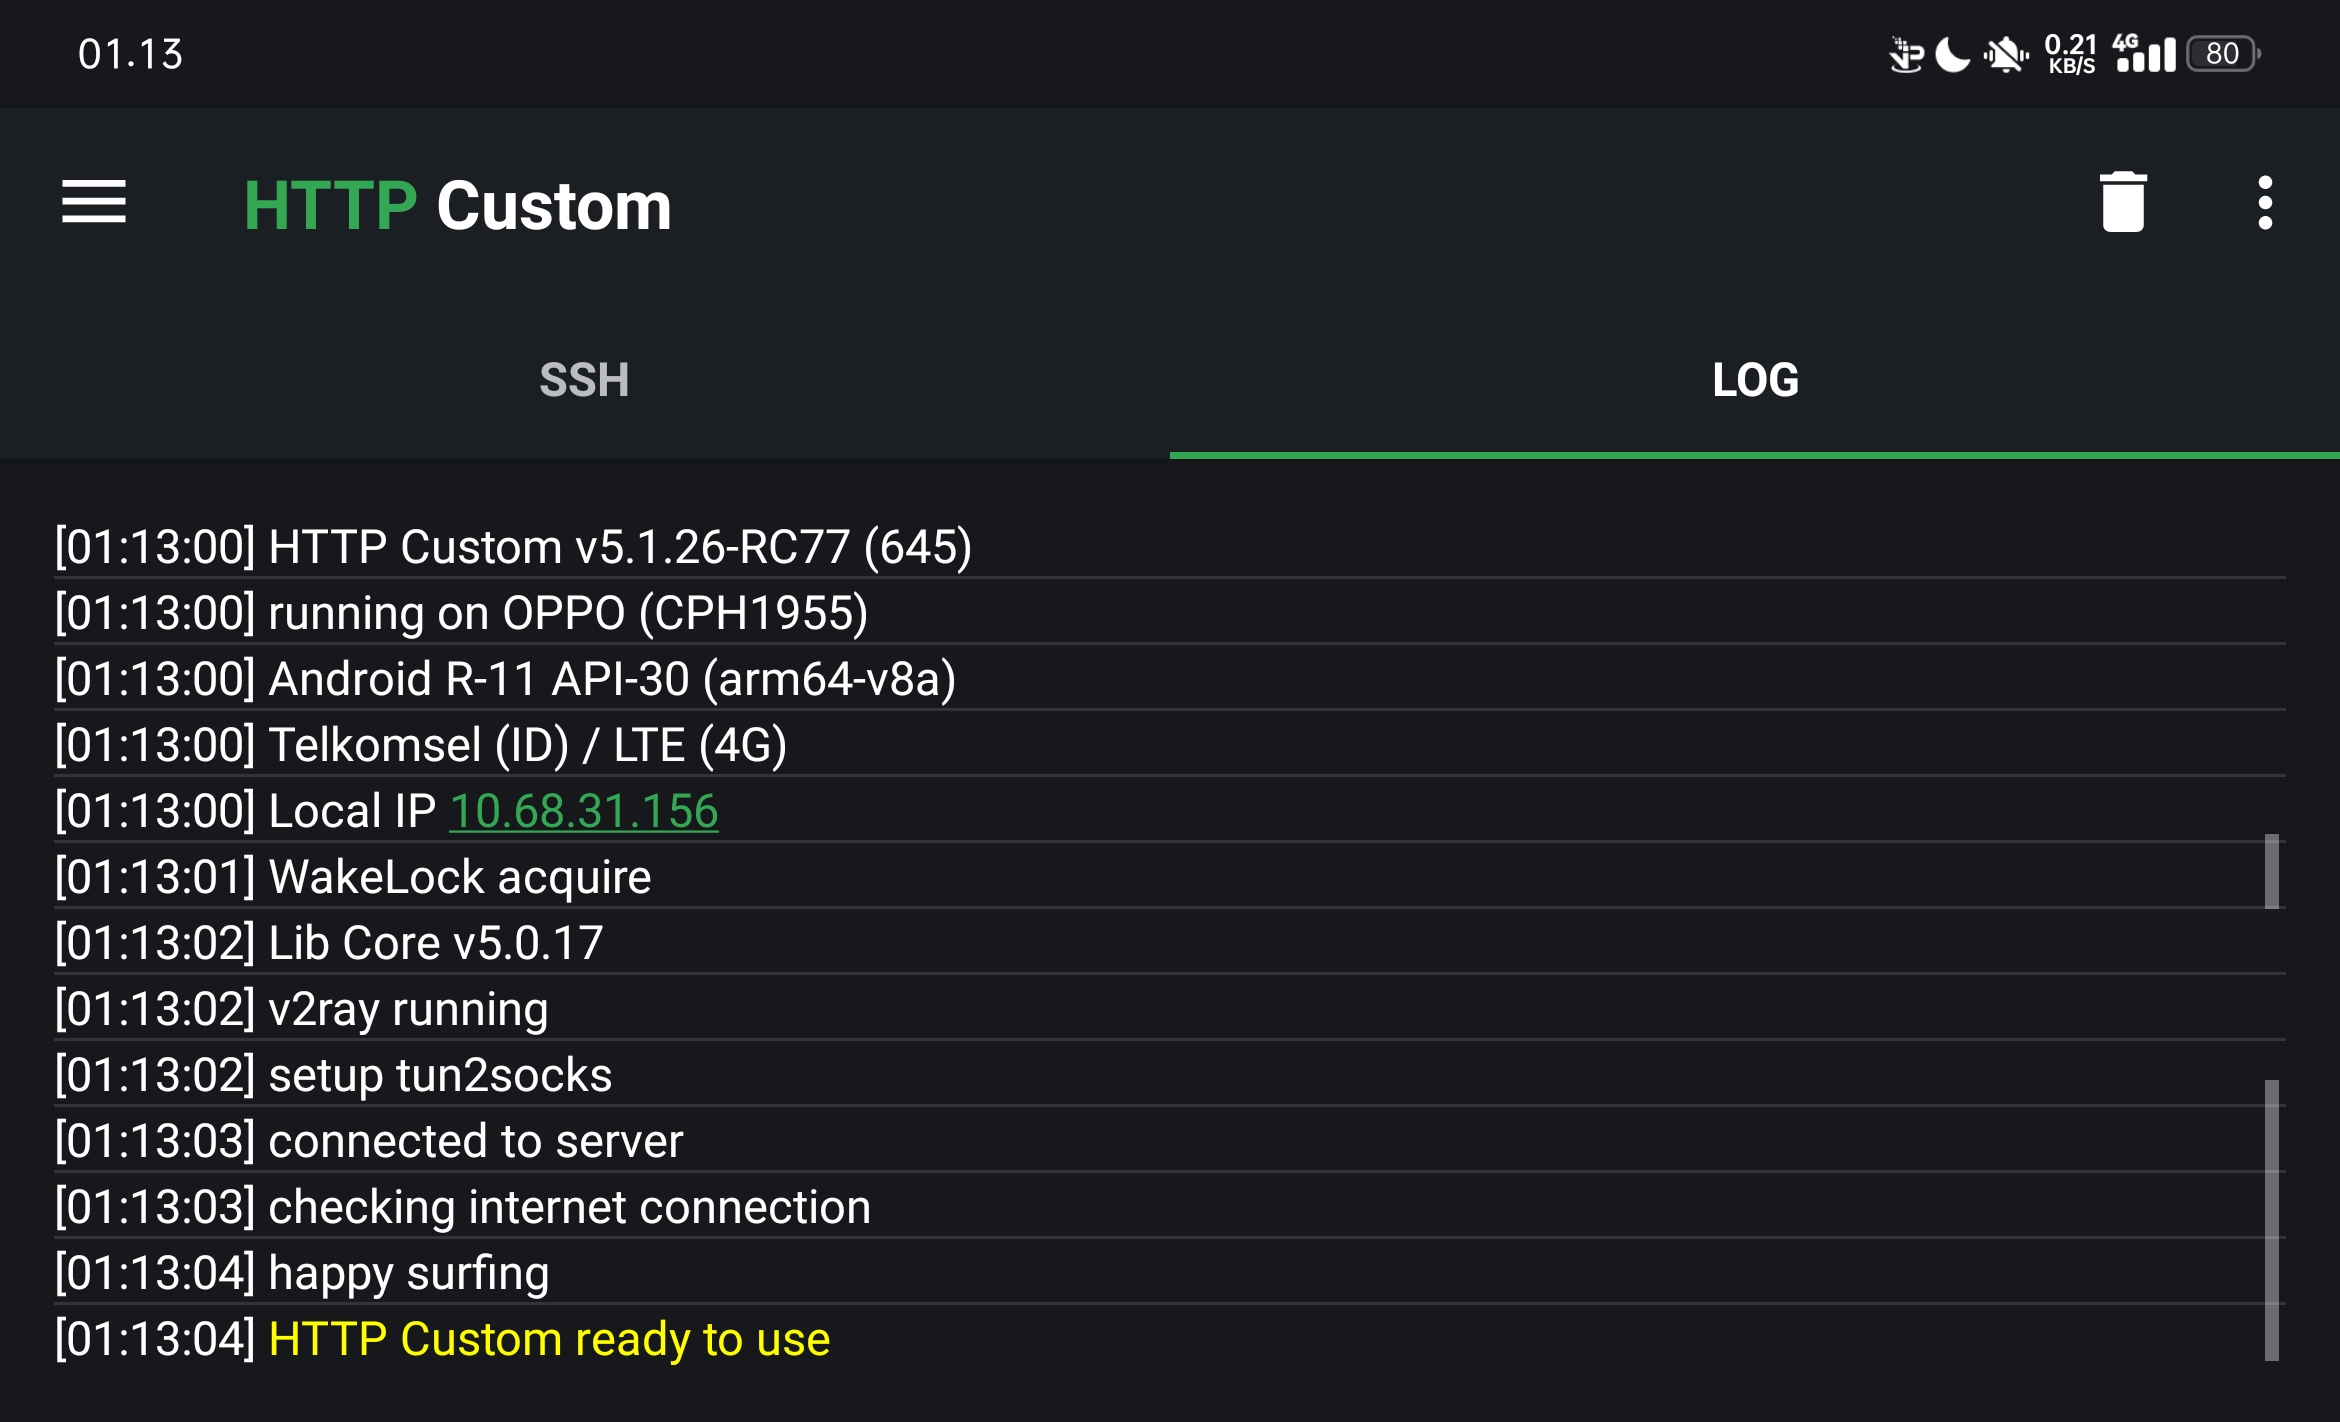 01.13
0.21 KB/S 4G 80
HTTP Custom
SSH
LOG
[01:13:00] HTTP Custom v5.1.26-RC77 (645)
[01:13:00] running on OPPO (CPH1955)
[01:13:00] Android R-11 API-30 (arm64-v8a)
[01:13:00] Telkomsel (ID) / LTE (4G)
[01:13:00] Local IP 10.68.31.156
[01:13:01] WakeLock acquire
[01:13:02] Lib Core v5.0.17
[01:13:02] v2ray running
[01:13:02] setup tun2socks
[01:13:03] connected to server
[01:13:03] checking internet connection
[01:13:04] happy surfing
[01:13:04] HTTP Custom ready to use